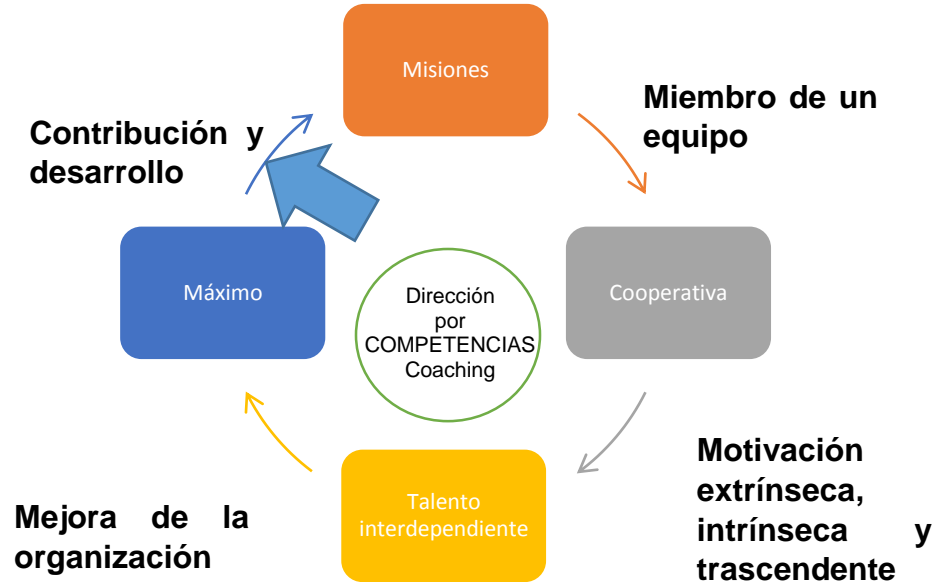 Misiones
Miembro de un
equipo
Contribución y
desarrollo
Máximo
Cooperativa
Dirección
por
COMPETENCIAS
Coaching
Talento
interdependiente
Motivación
extrínseca,
intrínseca y
trascendente
Mejora de la
organización